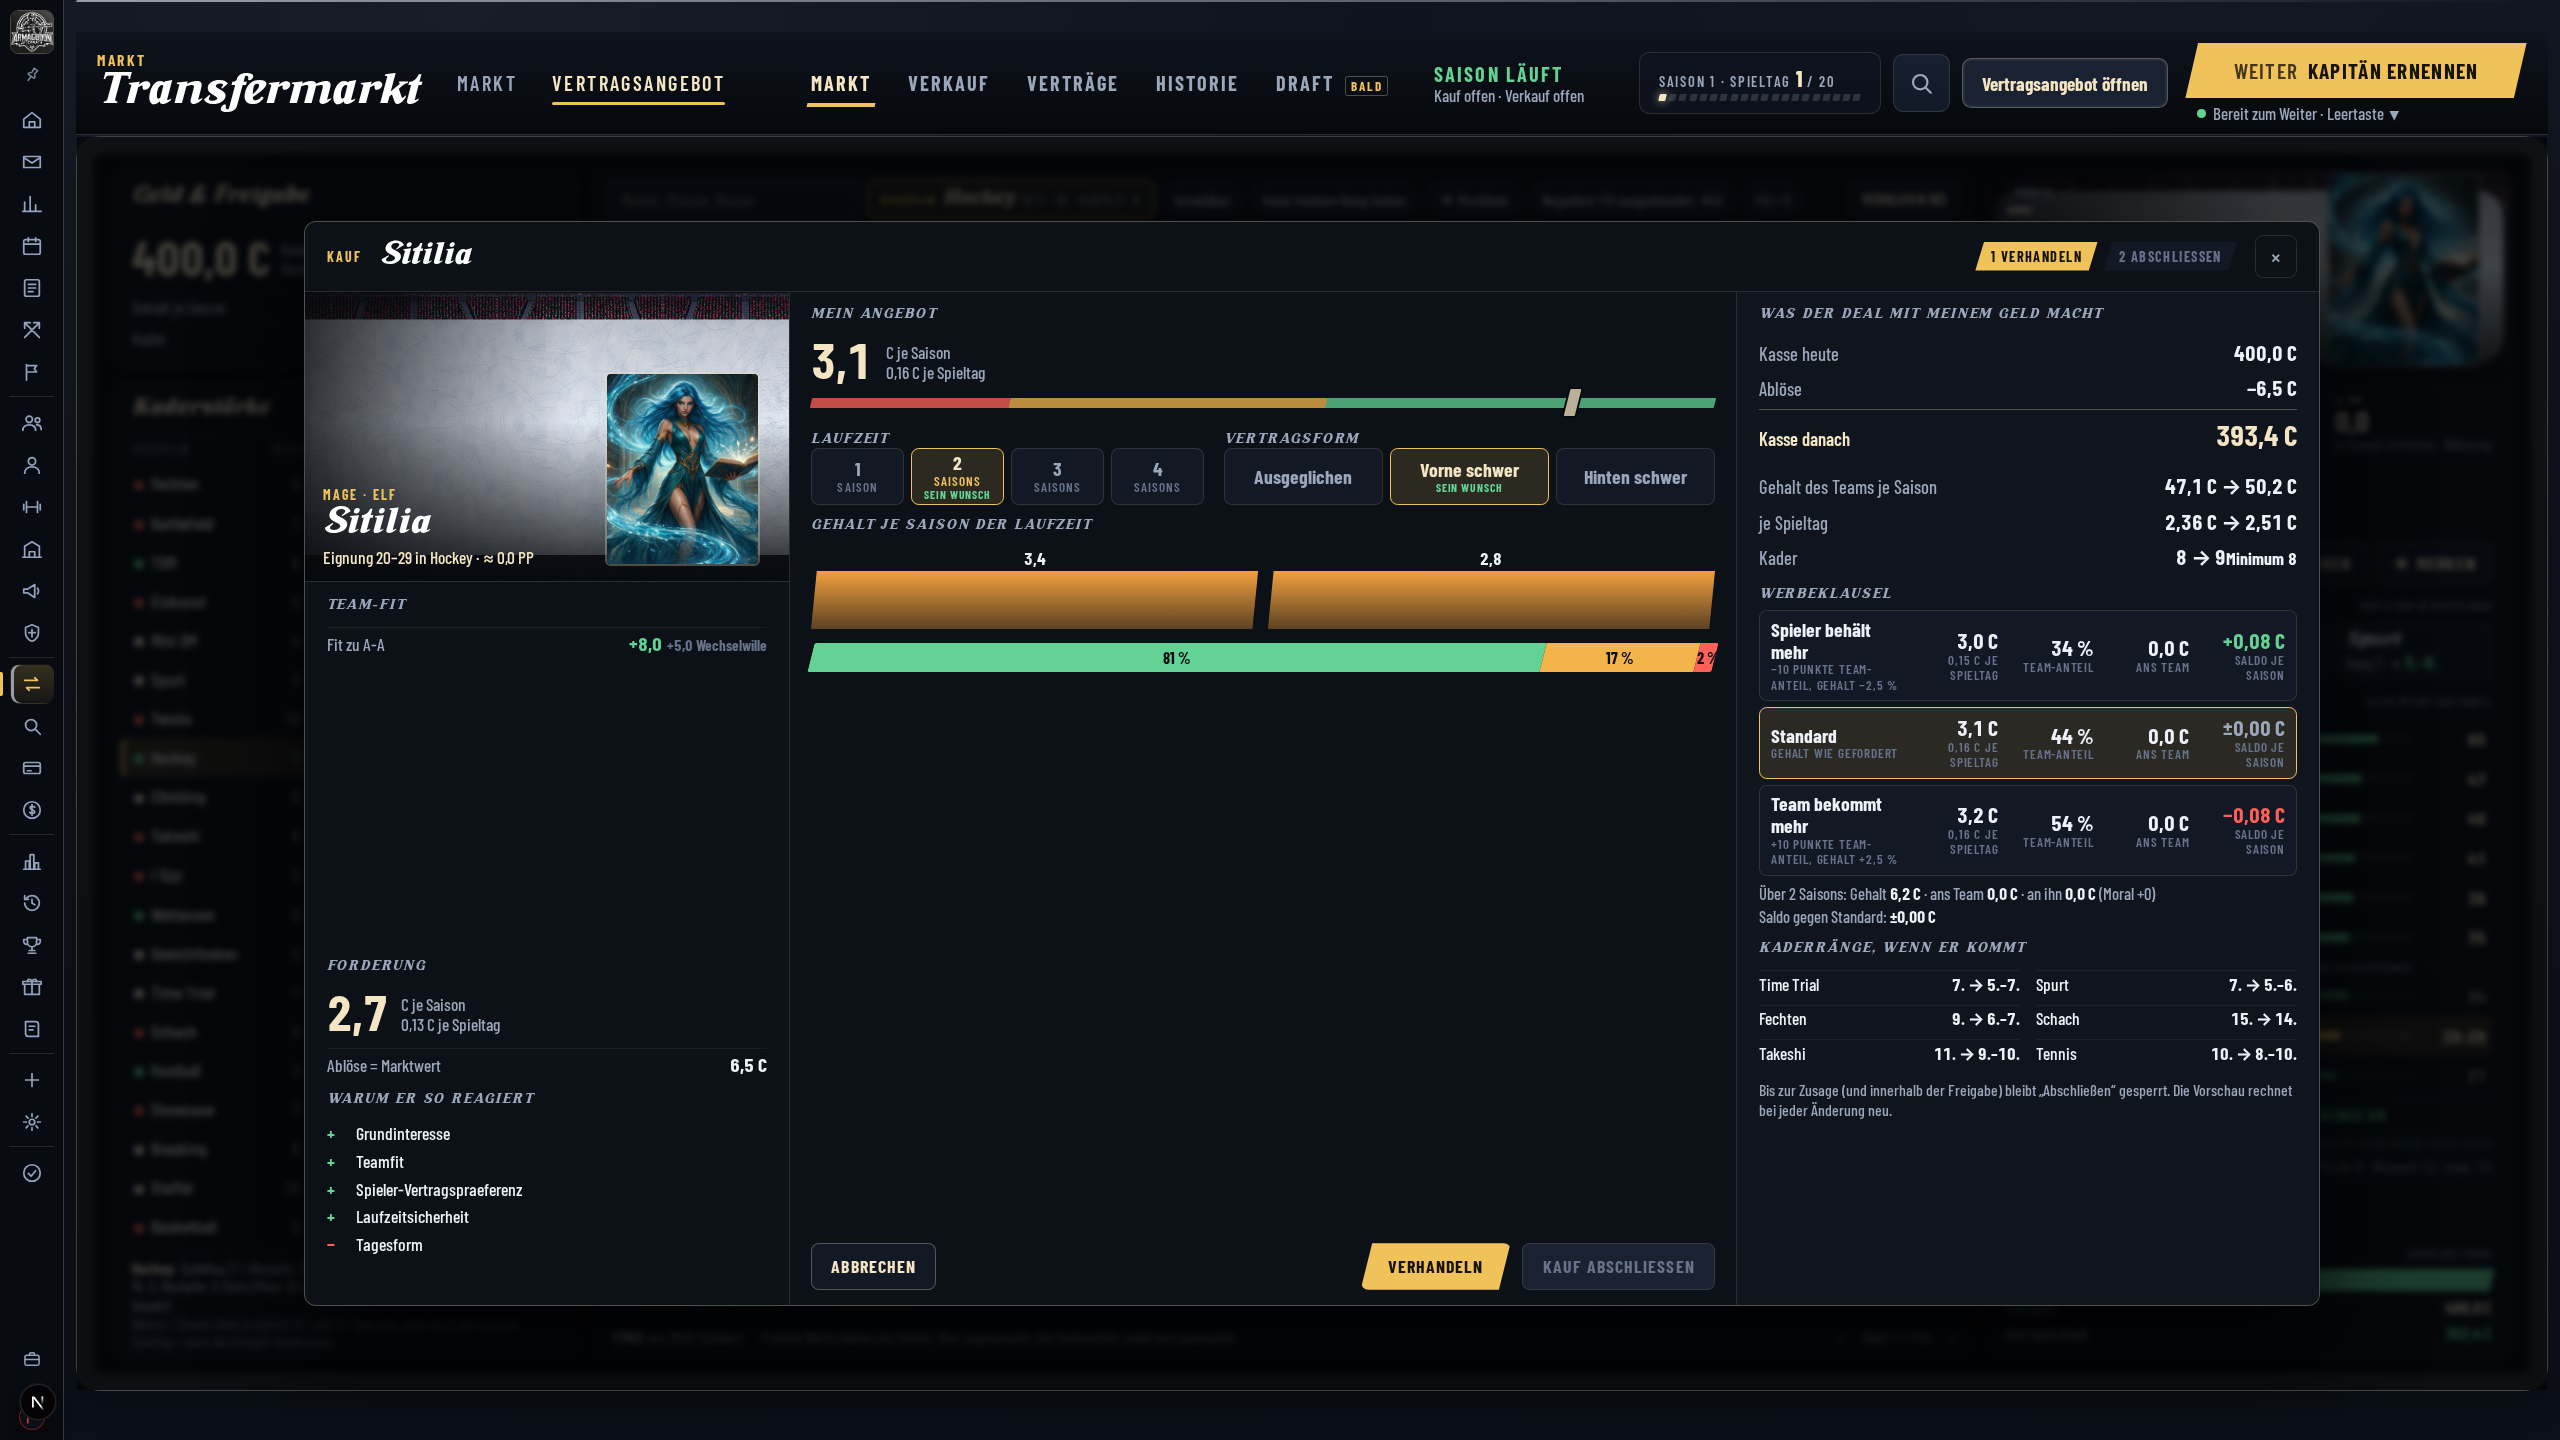 MARKT
Transfermarkt
MARKT
VERTRAGSANGEBOT
MARKT
VERKAUF
VERTRÄGE
HISTORIE
DRAFT BALD
SAISON LÄUFT
Kauf offen · Verkauf offen
SAISON 1 · SPIELTAG 1 / 20
Vertragsangebot öffnen
WEITER KAPITÄN ERNENNEN
Bereit zum Weiter · Leertaste ▼
Geld & Freigabe
400,0 C
Kaderstärke
KAUF Sitilia
1 VERHANDELN
2 ABSCHLIESSEN
×
MAGE · ELF
Sitilia
Eignung 20–29 in Hockey · ≈ 0,0 PP
TEAM-FIT
Fit zu A-A +8,0 +5,0 Wechselwille
FORDERUNG
2,7 C je Saison
0,13 C je Spieltag
Ablöse = Marktwert 6,5 C
WARUM ER SO REAGIERT
+ Grundinteresse
+ Teamfit
+ Spieler-Vertragspraeferenz
+ Laufzeitsicherheit
− Tagesform
MEIN ANGEBOT
3,1 C je Saison
0,16 C je Spieltag
LAUFZEIT
1 SAISON
2 SAISONS SEIN WUNSCH
3 SAISONS
4 SAISONS
VERTRAGSFORM
Ausgeglichen
Vorne schwer SEIN WUNSCH
Hinten schwer
GEHALT JE SAISON DER LAUFZEIT
3,4 2,8
81 % 17 % 2 %
ABBRECHEN
VERHANDELN
KAUF ABSCHLIESSEN
WAS DER DEAL MIT MEINEM GELD MACHT
Kasse heute 400,0 C
Ablöse −6,5 C
Kasse danach 393,4 C
Gehalt des Teams je Saison 47,1 C → 50,2 C
je Spieltag 2,36 C → 2,51 C
Kader 8 → 9 Minimum 8
WERBEKLAUSEL
Spieler behält mehr
−10 PUNKTE TEAM-ANTEIL, GEHALT −2,5 %
3,0 C 0,15 C JE SPIELTAG
34 % TEAM-ANTEIL
0,0 C ANS TEAM
+0,08 C SALDO JE SAISON
Standard
GEHALT WIE GEFORDERT
3,1 C 0,16 C JE SPIELTAG
44 % TEAM-ANTEIL
0,0 C ANS TEAM
±0,00 C SALDO JE SAISON
Team bekommt mehr
+10 PUNKTE TEAM-ANTEIL, GEHALT +2,5 %
3,2 C 0,16 C JE SPIELTAG
54 % TEAM-ANTEIL
0,0 C ANS TEAM
−0,08 C SALDO JE SAISON
Über 2 Saisons: Gehalt 6,2 C · ans Team 0,0 C · an ihn 0,0 C (Moral +0)
Saldo gegen Standard: ±0,00 C
KADERRÄNGE, WENN ER KOMMT
Time Trial 7. → 5.–7. Spurt 7. → 5.–6.
Fechten 9. → 6.–7. Schach 15. → 14.
Takeshi 11. → 9.–10. Tennis 10. → 8.–10.
Bis zur Zusage (und innerhalb der Freigabe) bleibt „Abschließen“ gesperrt. Die Vorschau rechnet
bei jeder Änderung neu.
N